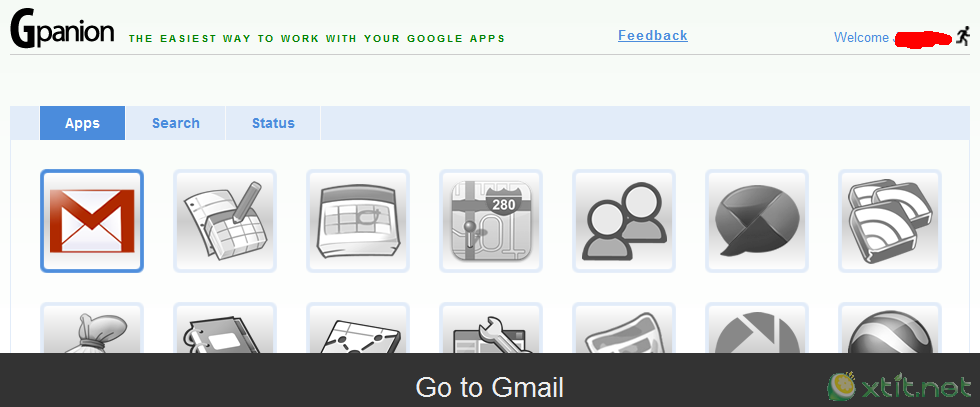 Gpanion THE EASIEST WAY TO WORK WITH YOUR GOOGLE APPS Feedback Welcome
Apps Search Status
280
Go to Gmail
xtit.net